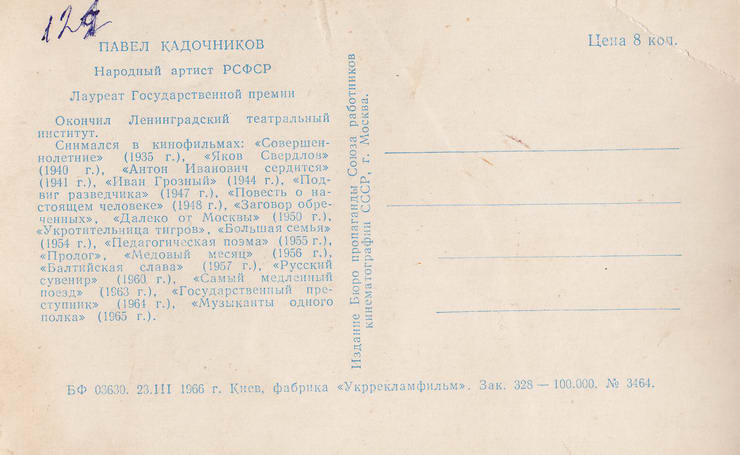 124
ПАВЕЛ КАДОЧНИКОВ
Народный артист РСФСР
Лауреат Государственной премии
Окончил Ленинградский театральный
институт.
Снимался в кинофильмах: «Совершен-
нолетние» (1935 г.), «Яков Свердлов»
(1940 г.), «Антон Иванович сердится»
(1941 г.), «Иван Грозный» (1944 г.), «Под-
виг разведчика» (1947 г.), «Повесть о на-
стоящем человеке» (1948 г.), «Заговор обре-
ченных», «Далеко от Москвы» (1950 г.),
«Укротительница тигров», «Большая семья»
(1954 г.), «Педагогическая поэма» (1955 г.),
«Пролог», «Медовый месяц» (1956 г.),
«Балтийская слава» (1957 г.), «Русский
сувенир» (1960 г.), «Самый медленный
поезд» (1963 г.), «Государственный пре-
ступник» (1964 г.), «Музыканты одного
полка» (1965 г.).
Издание Бюро пропаганды Союза работников
кинематографии СССР, г. Москва.
Цена 8 коп.
БФ 03630. 23.III 1966 г. Киев, фабрика «Укррекламфильм». Зак. 328 — 100.000. № 3464.